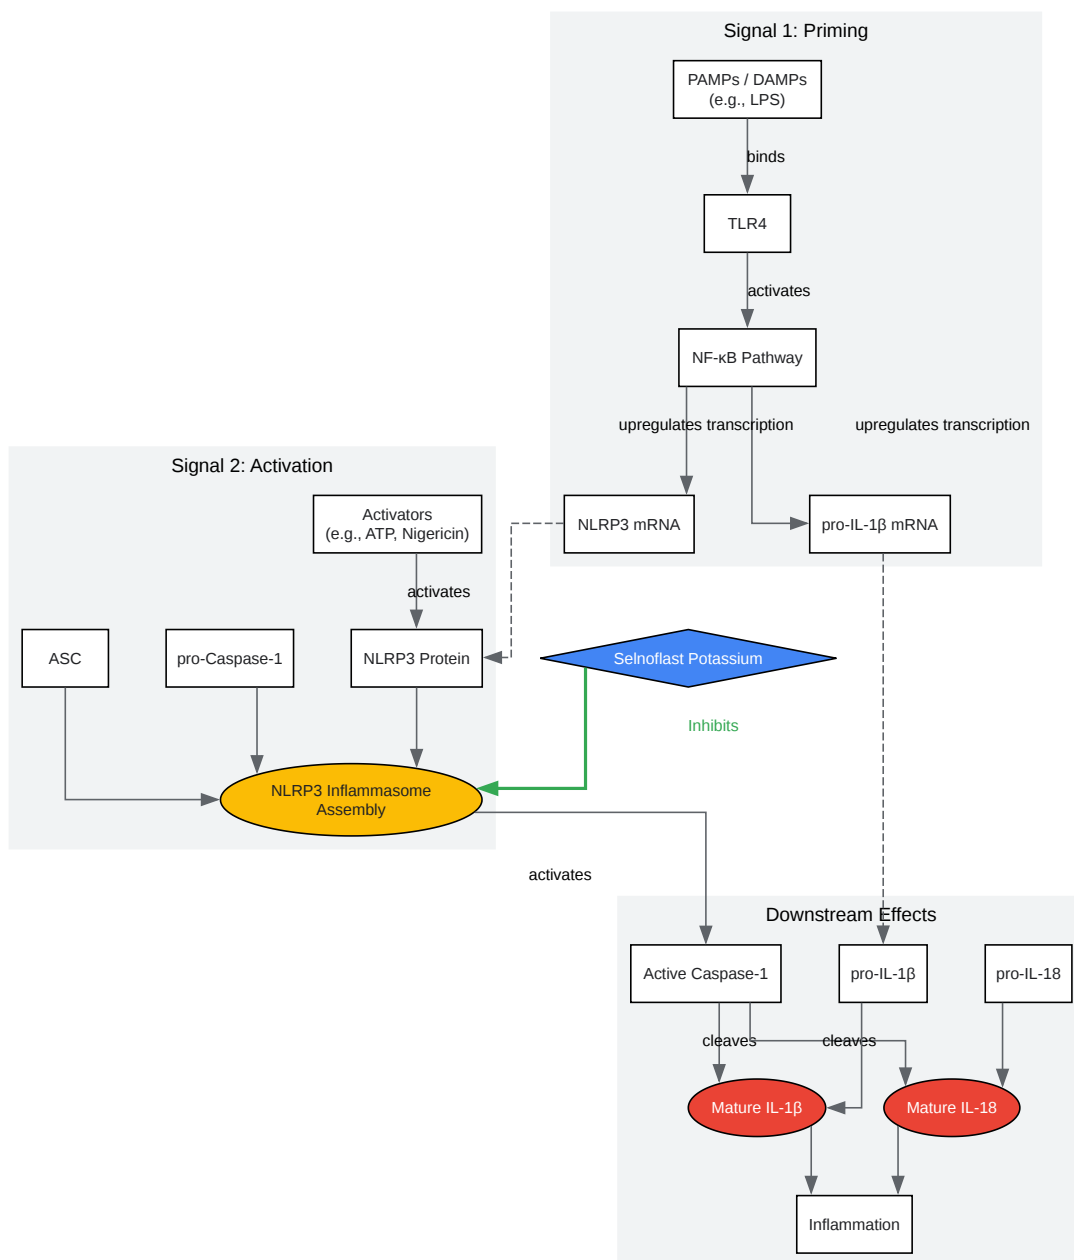 Signal 1: Priming
PAMPs / DAMPs
(e.g., LPS)
binds
TLR4
activates
NF-κB Pathway
upregulates transcription
upregulates transcription
NLRP3 mRNA
pro-IL-1β mRNA
Signal 2: Activation
Activators
(e.g., ATP, Nigericin)
activates
ASC
pro-Caspase-1
NLRP3 Protein
Selnoflast Potassium
Inhibits
NLRP3 Inflammasome
Assembly
activates
Downstream Effects
Active Caspase-1
pro-IL-1β
pro-IL-18
cleaves
cleaves
Mature IL-1β
Mature IL-18
Inflammation